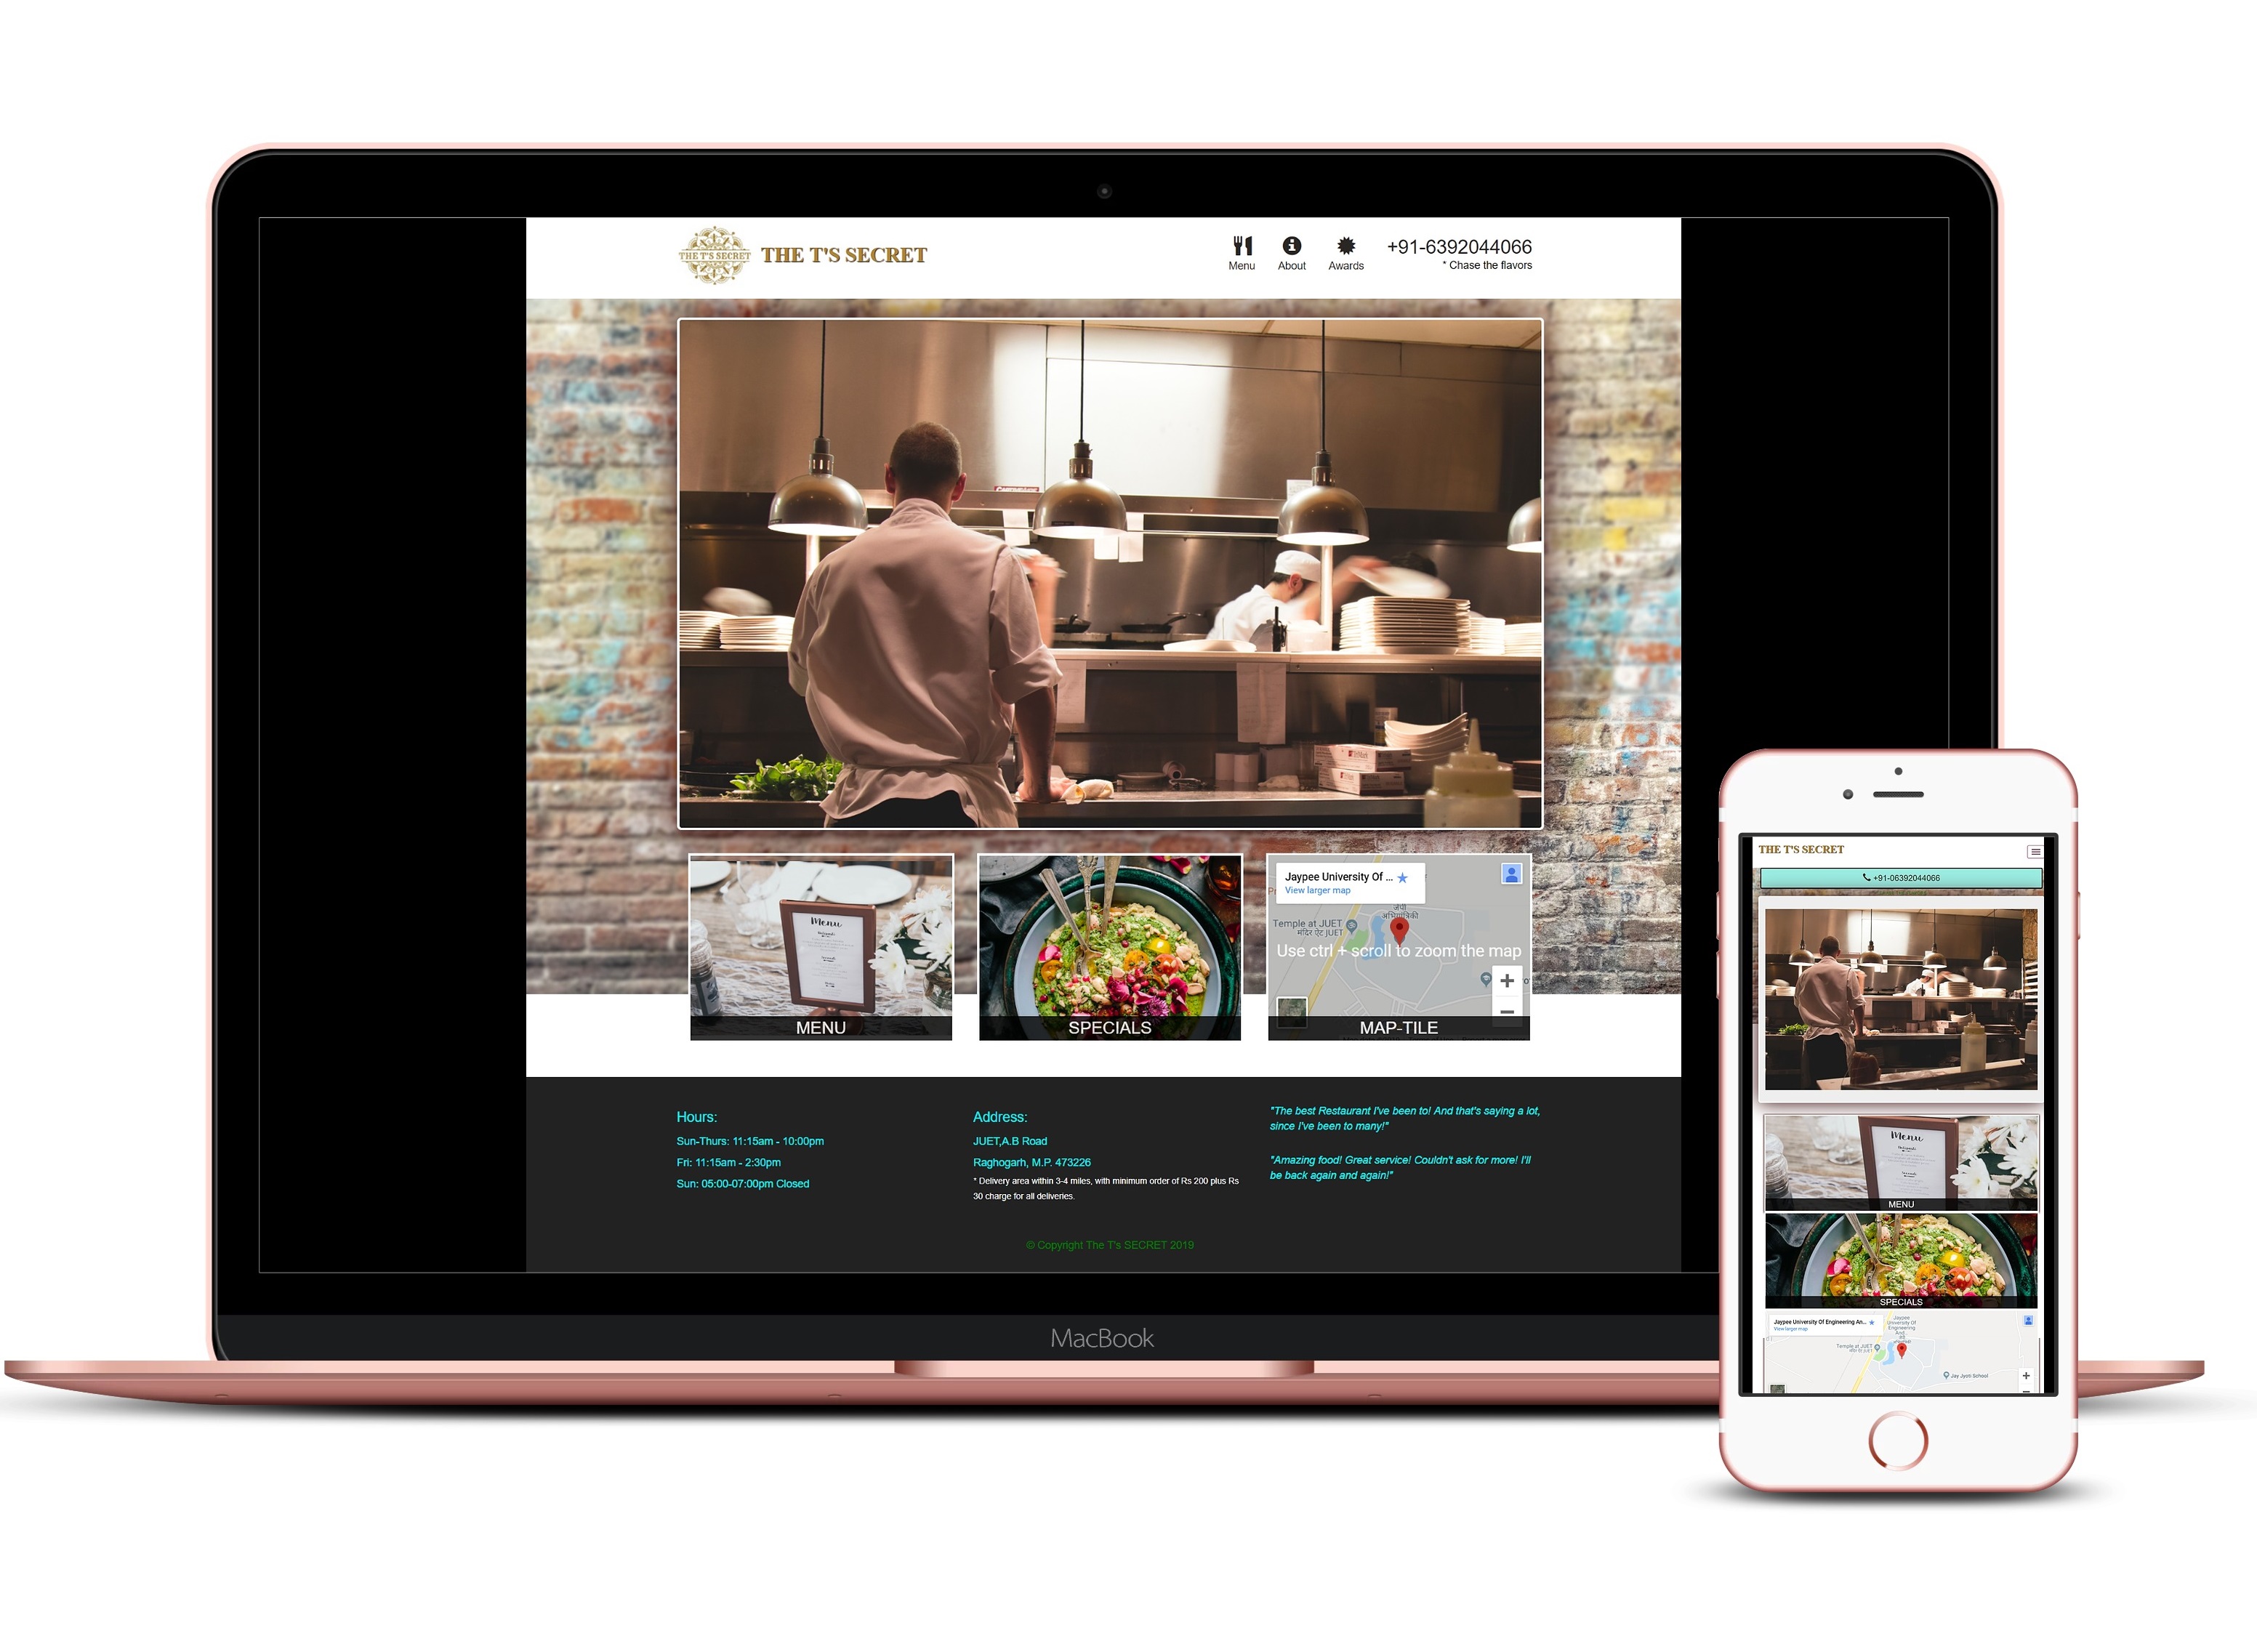 THE T'S SECRET
THE T'S SECRET
Menu
About
Awards
+91-6392044066
* Chase the flavors
Menu
MENU
SPECIALS
Jaypee University Of ...
View larger map
जेपी
अभियांत्रिकी
Temple at JUET
मंदिर ऐट JUET
Use ctrl + scroll to zoom the map
MAP-TILE
Hours:
Sun-Thurs: 11:15am - 10:00pm
Fri: 11:15am - 2:30pm
Sun: 05:00-07:00pm Closed
Address:
JUET,A.B Road
Raghogarh, M.P. 473226
* Delivery area within 3-4 miles, with minimum order of Rs 200 plus Rs
30 charge for all deliveries.
"The best Restaurant I've been to! And that's saying a lot,
since I've been to many!"
"Amazing food! Great service! Couldn't ask for more! I'll
be back again and again!"
© Copyright The T's SECRET 2019
MacBook
THE T'S SECRET
+91-06392044066
Menu
MENU
SPECIALS
Jaypee University Of Engineering An...
View larger map
Jaypee
University Of
Engineering
And...
Temple at JUET
Jay Jyoti School